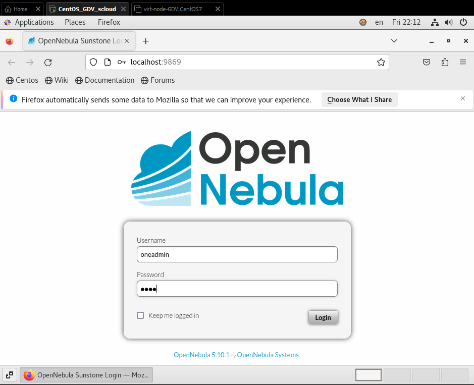 Home CentOS_GDV_scloud virt-node-GDV_CentOS7
Applications Places Firefox en Fri 22:12
OpenNebula Sunstone Lo
localhost:9869
Centos Wiki Documentation Forums
Firefox automatically sends some data to Mozilla so that we can improve your experience. Choose What I Share
Open
Nebula
Username
oneadmin
Password
••••
Keep me logged in Login
OpenNebula 5.10.1 - OpenNebula Systems
OpenNebula Sunstone Login — Moz...